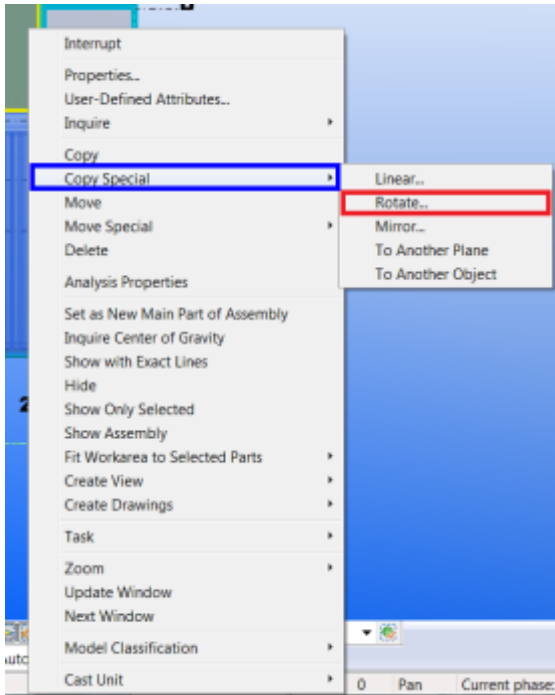 Interrupt
Properties...
User-Defined Attributes...
Inquire
Copy
Copy Special
Linear...
Move
Rotate...
Move Special
Mirror...
Delete
To Another Plane
To Another Object
Analysis Properties
Set as New Main Part of Assembly
Inquire Center of Gravity
Show with Exact Lines
Hide
2
Show Only Selected
Show Assembly
Fit Workarea to Selected Parts
Create View
Create Drawings
Task
Zoom
Update Window
Next Window
Model Classification
Cast Unit
0 Pan Current phase: